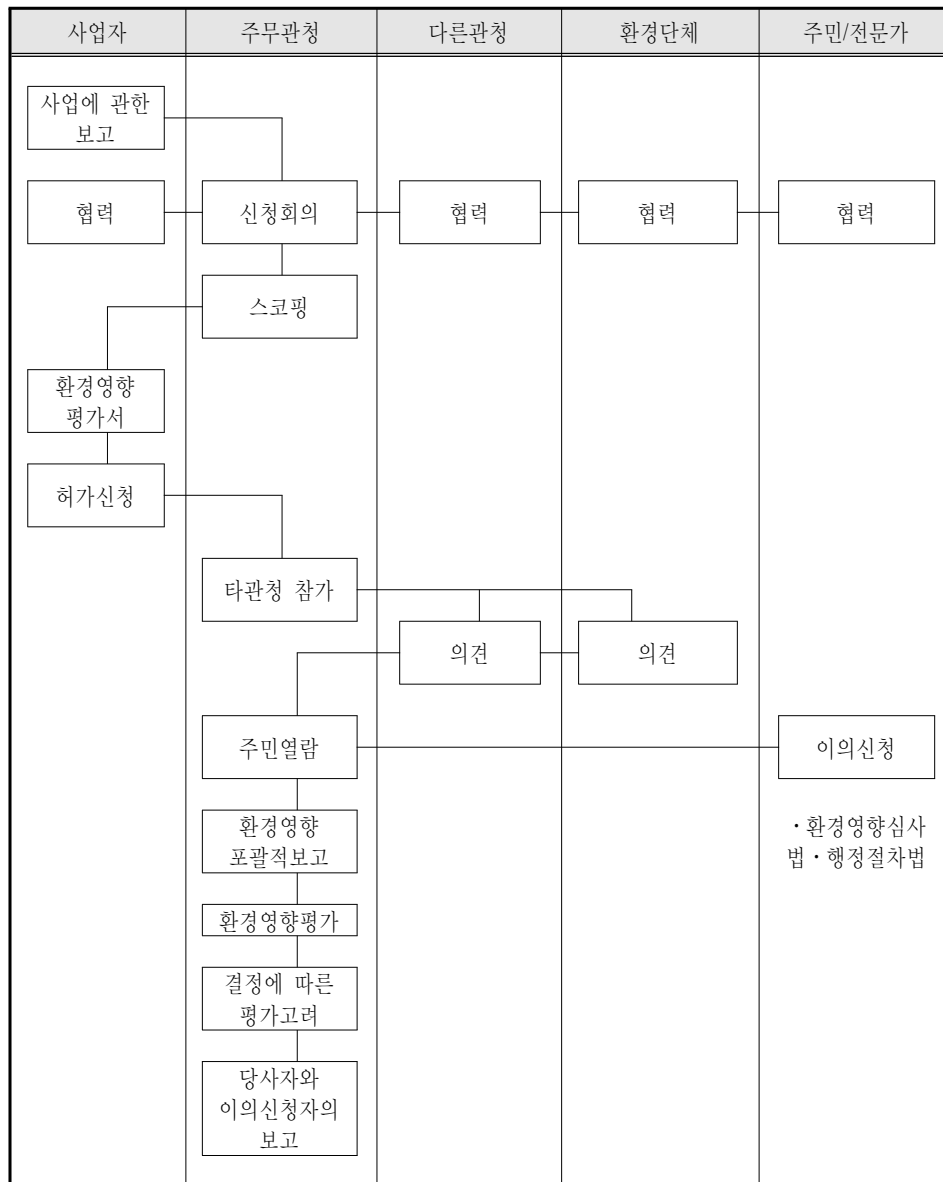 사업자 주무관청 다른관청 환경단체 주민/전문가
사업에 관한
보고
협력 신청회의 협력 협력 협력
스코핑
환경영향
평가서
허가신청
타관청 참가
의견 의견
주민열람 이의신청
환경영향
포괄적보고
·환경영향심사
법·행정절차법
환경영향평가
결정에 따른
평가고려
당사자와
이의신청자의
보고